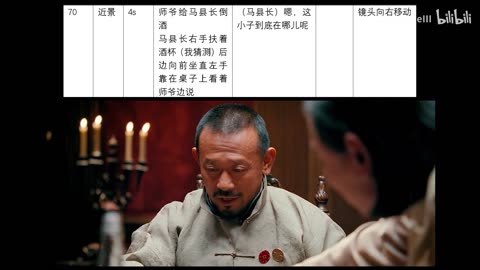 70 近景 4s 师爷给马县长倒 （马县长）嗯，这 镜头向右移动
酒 小子到底在哪儿呢
马县长右手扶着
酒杯（我猜测）后
边向前坐直左手
靠在桌子上看着
师爷边说
elll bilibili